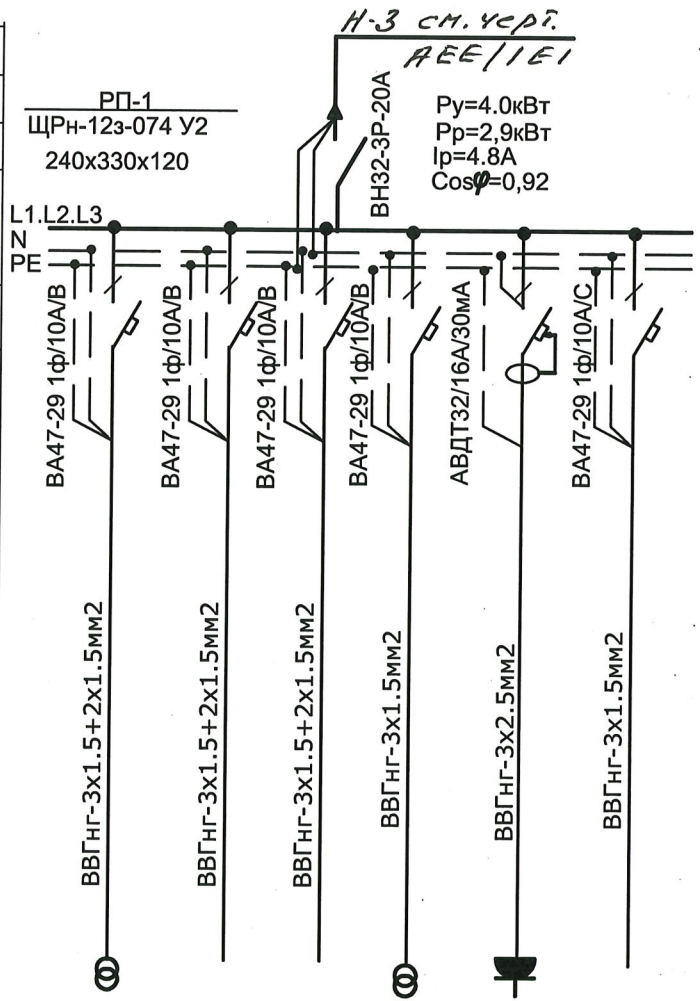 Н-3 см. черт.
АЕЕ/1Е1
РП-1
ЩРн-12з-074 У2
240х330х120
ВН32-3Р-20А
Ру=4.0кВт
Рр=2,9кВт
Iр=4.8А
Cosφ=0,92
L1.L2.L3
N
PE
ВА47-29 1ф/10А/В
ВА47-29 1ф/10А/В
ВА47-29 1ф/10А/В
ВА47-29 1ф/10А/В
АВДТ32/16А/30мА
ВА47-29 1ф/10А/С
ВВГнг-3х1.5+2х1.5мм2
ВВГнг-3х1.5+2х1.5мм2
ВВГнг-3х1.5+2х1.5мм2
ВВГнг-3х1.5мм2
ВВГнг-3х2.5мм2
ВВГнг-3х1.5мм2